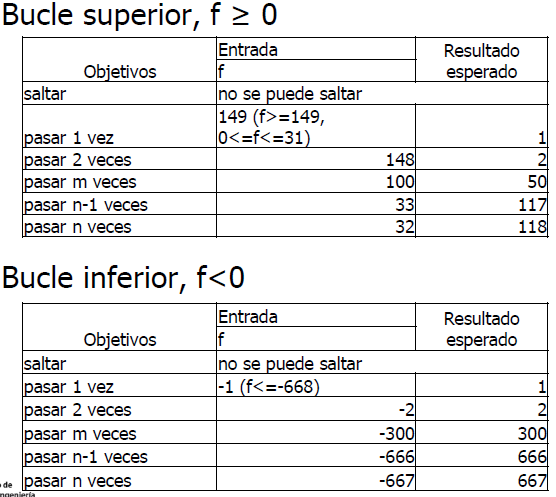 Bucle superior, f ≥ 0
Entrada Resultado
Objetivos f esperado
saltar no se puede saltar
149 (f>=149,
pasar 1 vez 0<=f<=31) 1
pasar 2 veces 148 2
pasar m veces 100 50
pasar n-1 veces 33 117
pasar n veces 32 118
Bucle inferior, f<0
Entrada Resultado
Objetivos f esperado
saltar no se puede saltar
pasar 1 vez -1 (f<=-668) 1
pasar 2 veces -2 2
pasar m veces -300 300
pasar n-1 veces -666 666
pasar n veces -667 667
o de
ngeniería